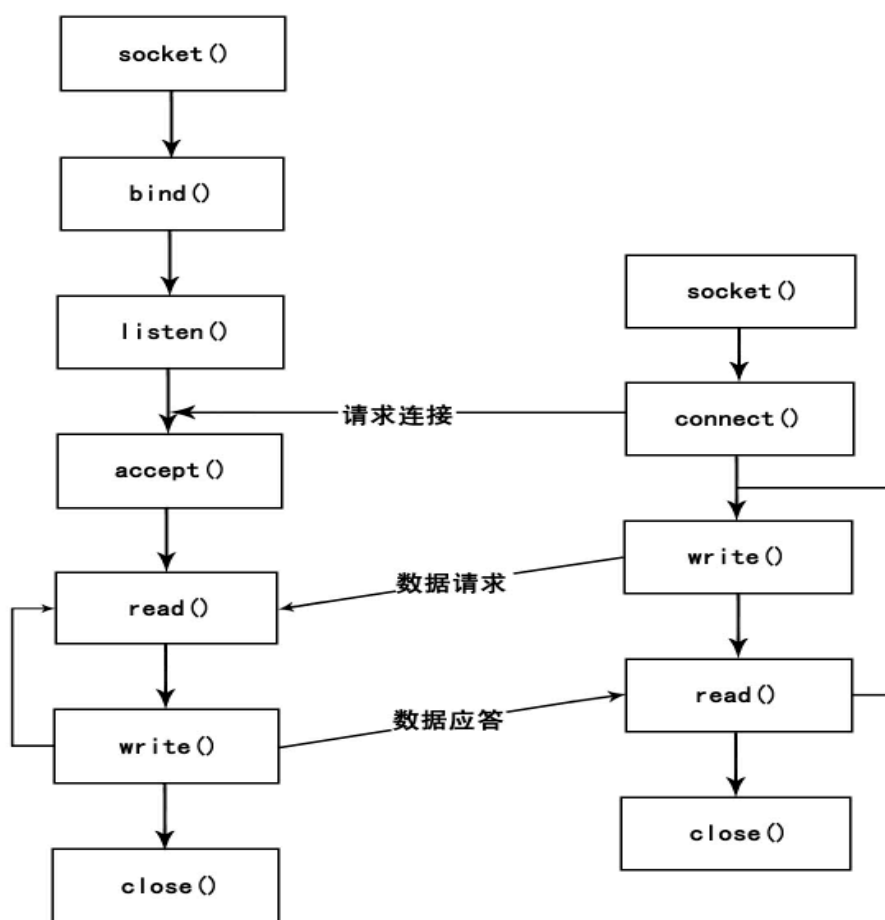 socket()
bind()
listen()
socket()
请求连接
connect()
accept()
数据请求
write()
read()
数据应答
read()
write()
close()
close()